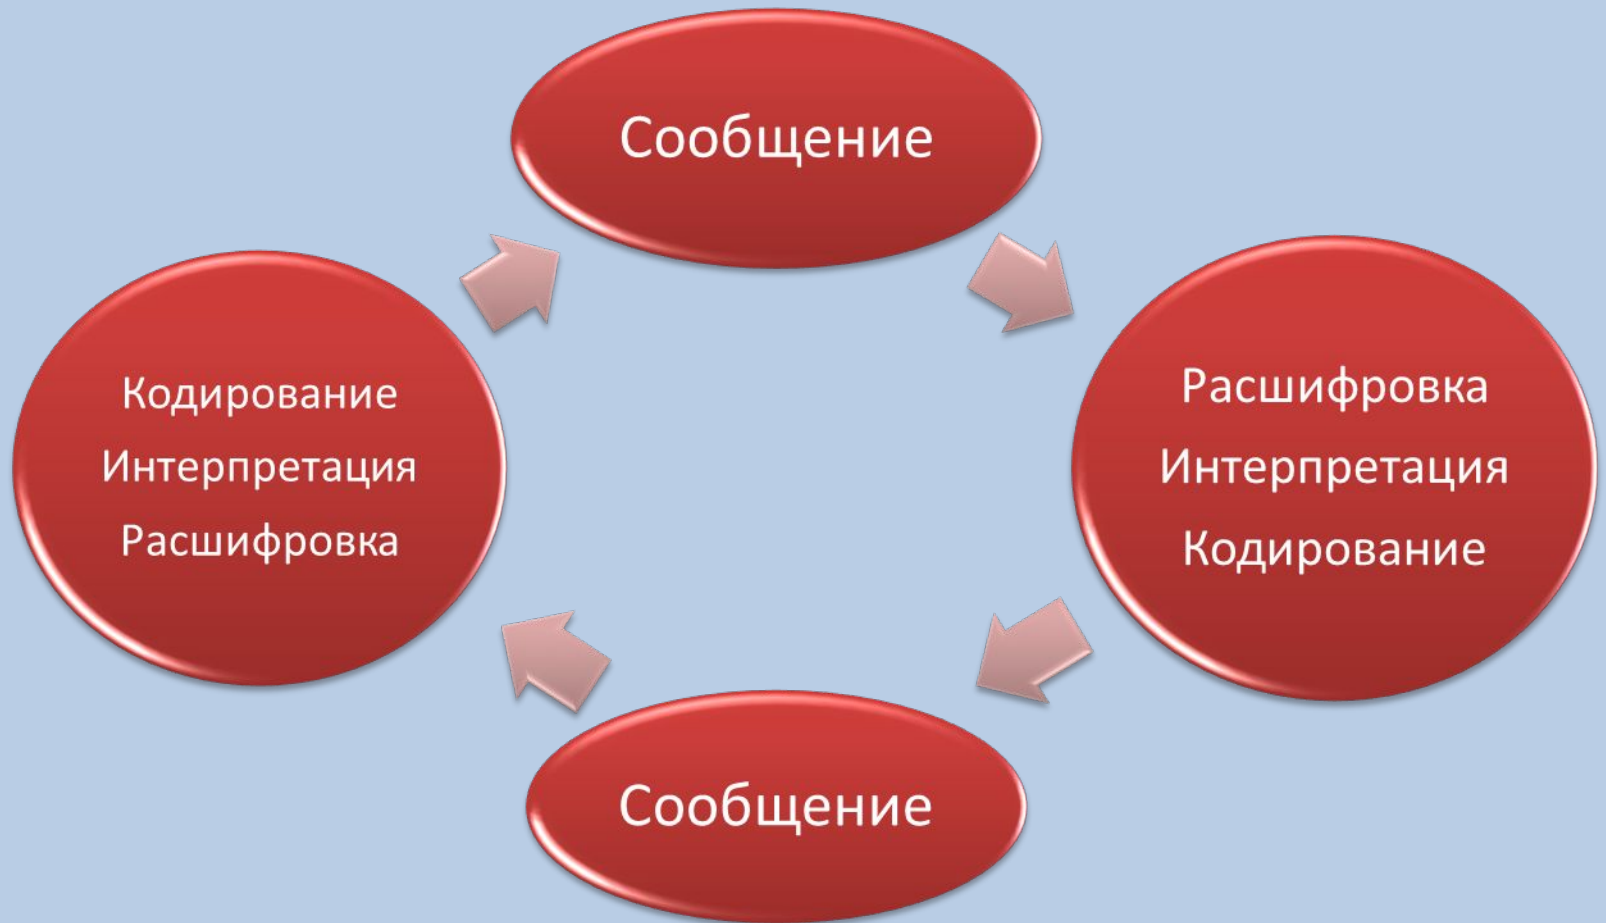 Сообщение
Кодирование
Интерпретация
Расшифровка
Расшифровка
Интерпретация
Кодирование
Сообщение